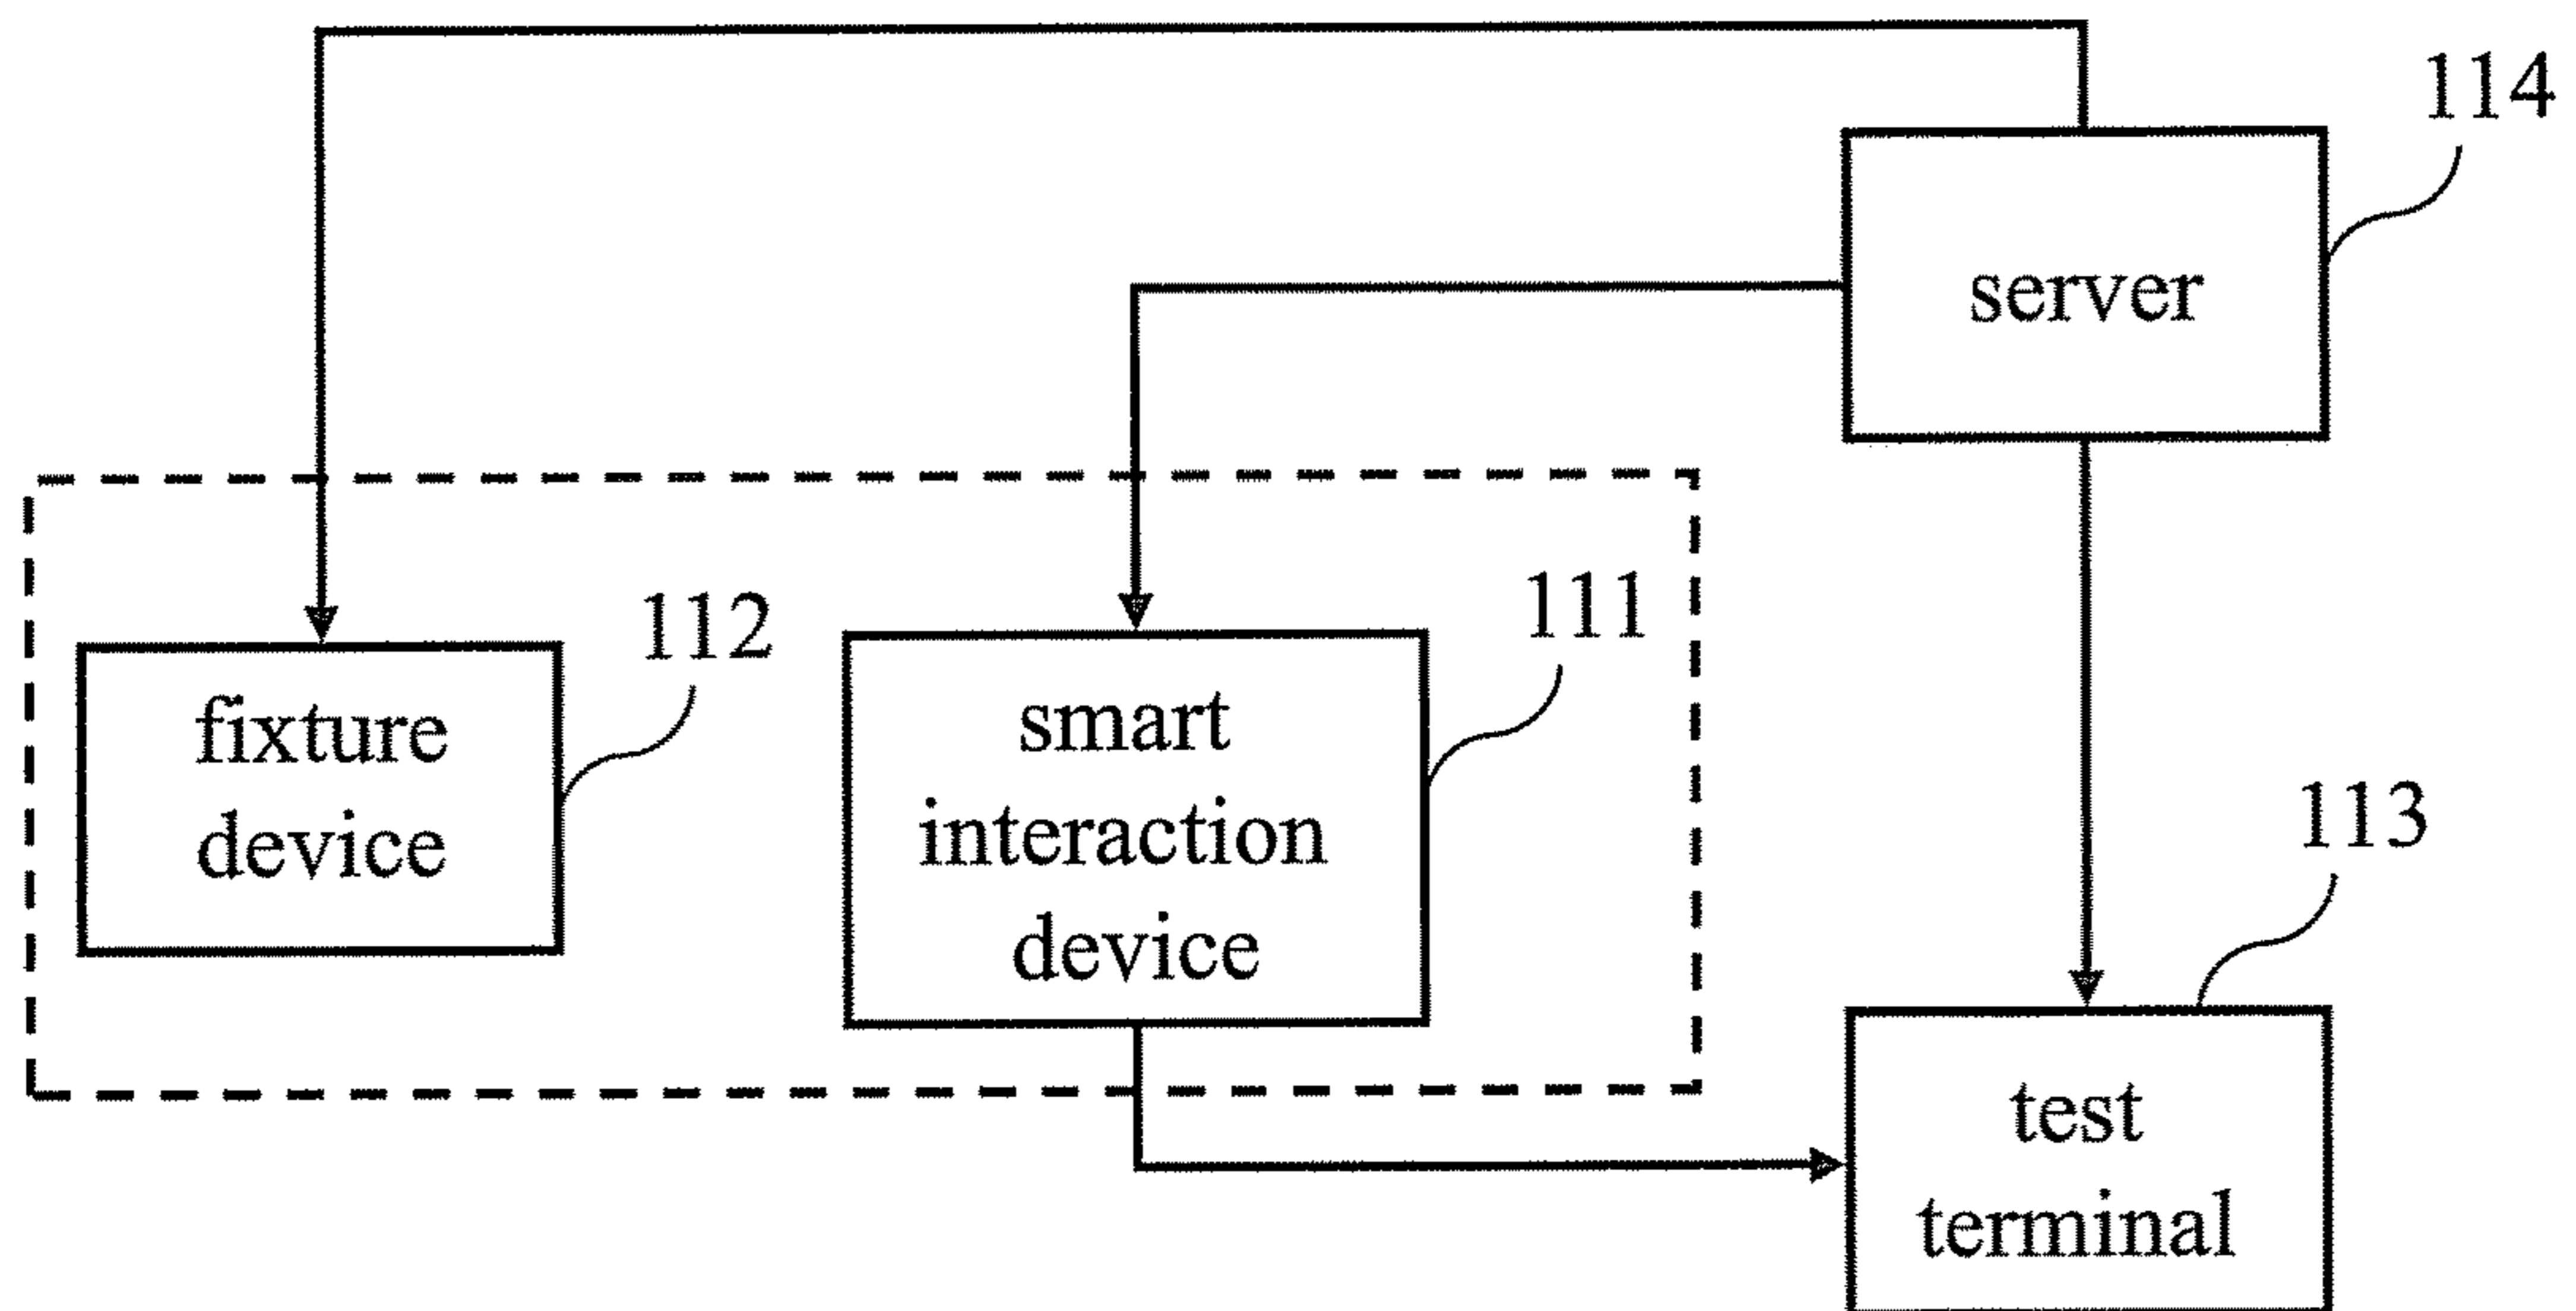 114
server
112
fixture
device
111
smart
interaction
device
113
test
terminal